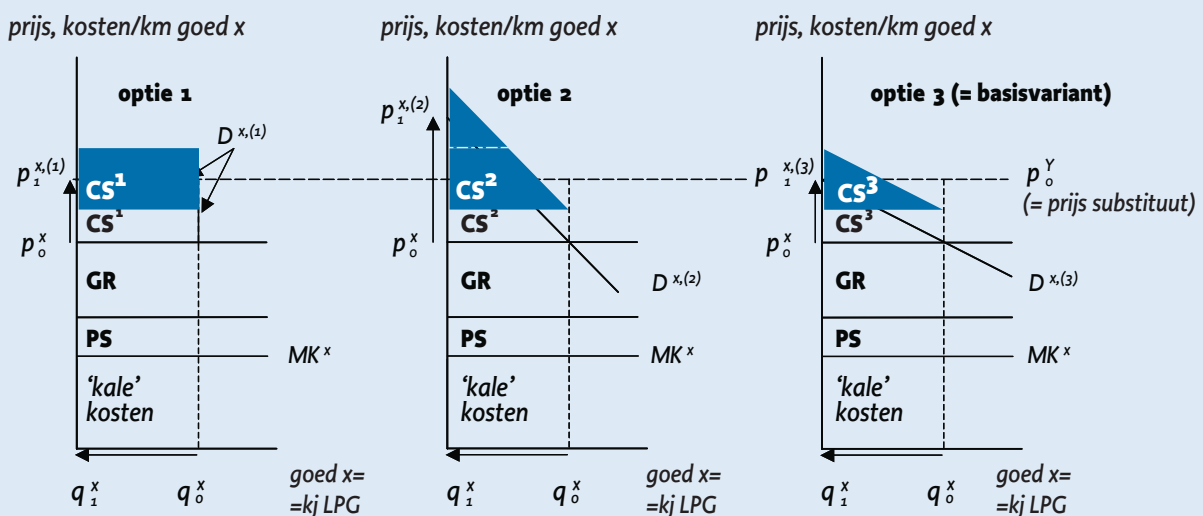 prijs, kosten/km goed x
optie 1
D x,(1)
p 1 x,(1)
CS1
CS1
p 0 x
GR
PS
MK x
‘kale’
kosten
q 1 x
q 0 x
goed x=
=kj LPG
prijs, kosten/km goed x
optie 2
p 1 x,(2)
CS2
CS2
p 0 x
GR
D x,(2)
PS
MK x
‘kale’
kosten
q 1 x
q 0 x
goed x=
=kj LPG
prijs, kosten/km goed x
optie 3 (= basisvariant)
p 1 x,(3)
p 0 Y
(= prijs substituut)
CS3
CS3
p 0 x
GR
D x,(3)
PS
MK x
‘kale’
kosten
q 1 x
q 0 x
goed x=
=kj LPG